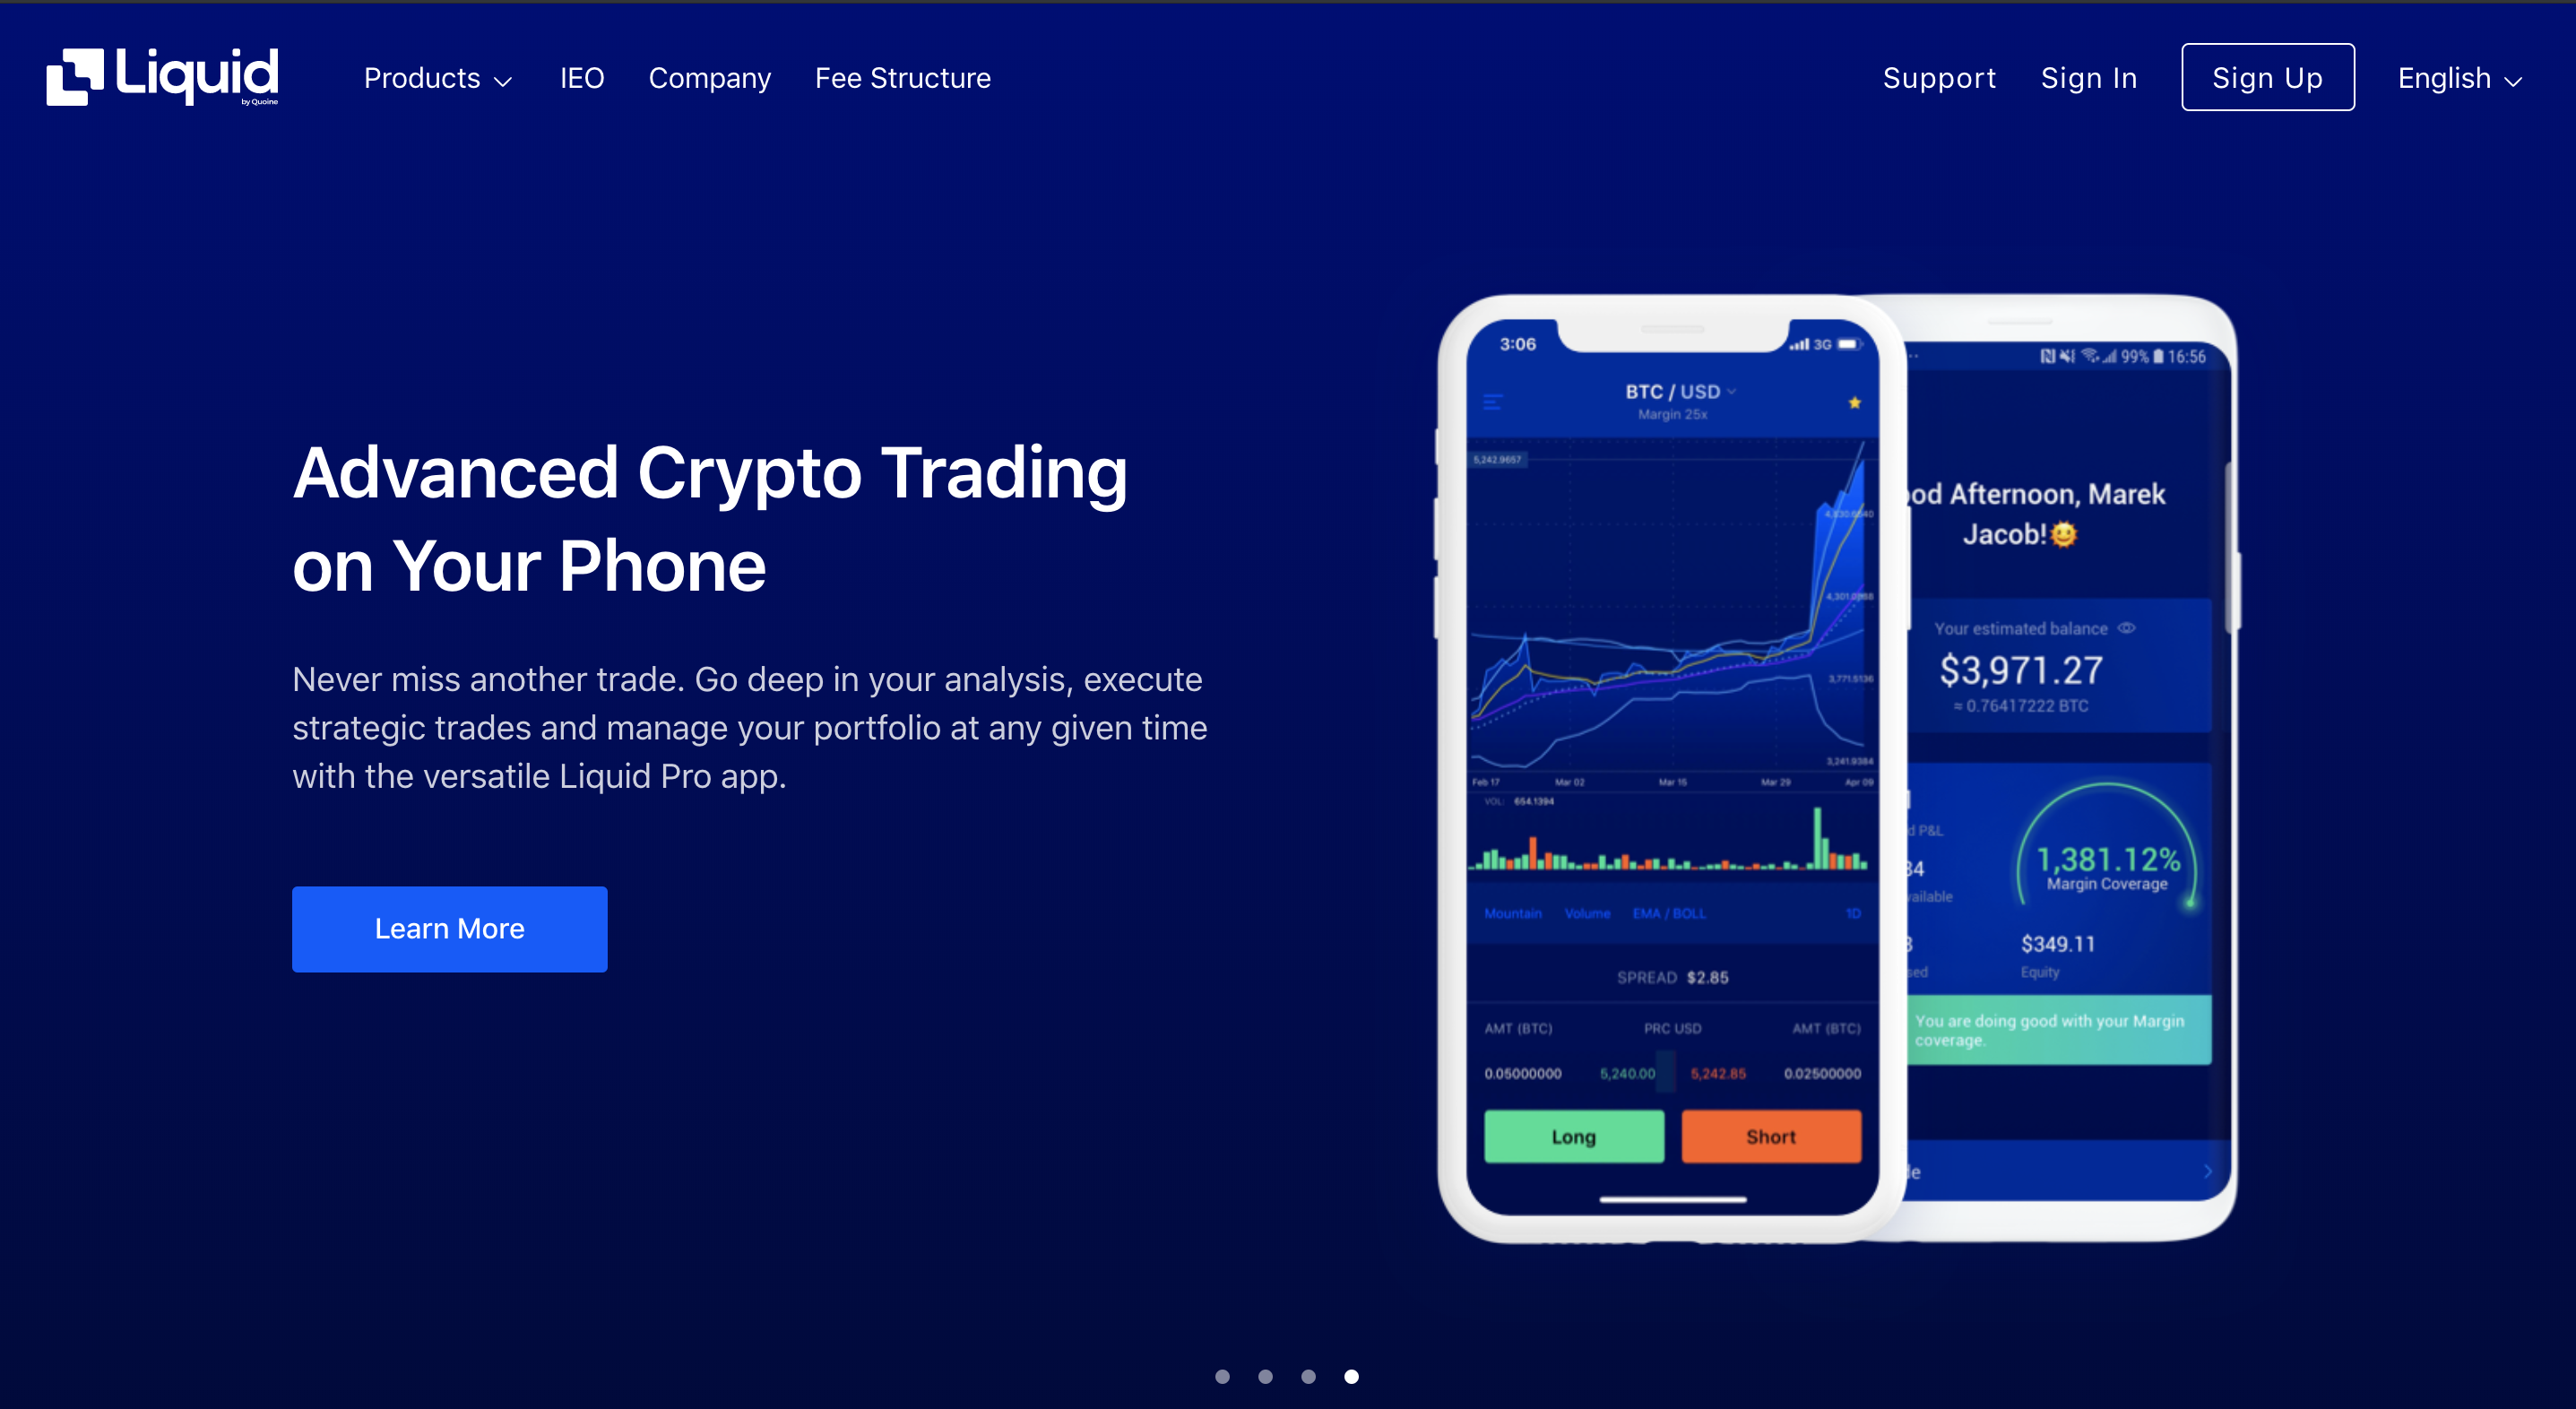 Liquid
by Quoine
Products
IEO
Company
Fee Structure
Support
Sign In
Sign Up
English
Advanced Crypto Trading
on Your Phone
Never miss another trade. Go deep in your analysis, execute
strategic trades and manage your portfolio at any given time
with the versatile Liquid Pro app.
Learn More
3:06
3G
BTC / USD
Margin 25x
5,242.9657
4,301.0888
3,771.5136
3,241.9384
Feb 17
Mar 02
Mar 15
Mar 29
Apr 09
VOL: 654.1394
Mountain
Volume
EMA / BOLL
1D
SPREAD $2.85
AMT (BTC)
PRC USD
AMT (BTC)
0.05000000
5,240.00
5,242.85
0.02500000
Long
Short
99%
16:56
ood Afternoon, Marek
Jacob!
Your estimated balance
$3,971.27
≈ 0.76417222 BTC
d P&L
34
vailable
1,381.12%
Margin Coverage
3
sed
$349.11
Equity
You are doing good with your Margin
coverage.
de